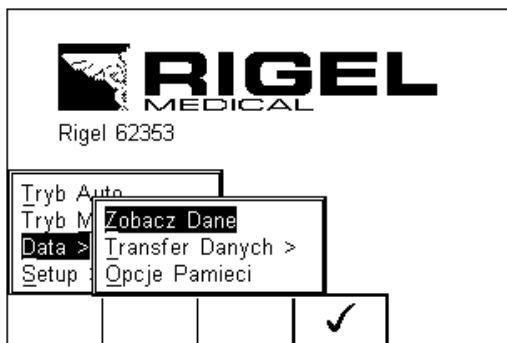 RIGEL
MEDICAL
Rigel 62353
Tryb Auto
Tryb M
Data >
Setup
Zobacz Dane
Transfer Danych >
Opcje Pamieci